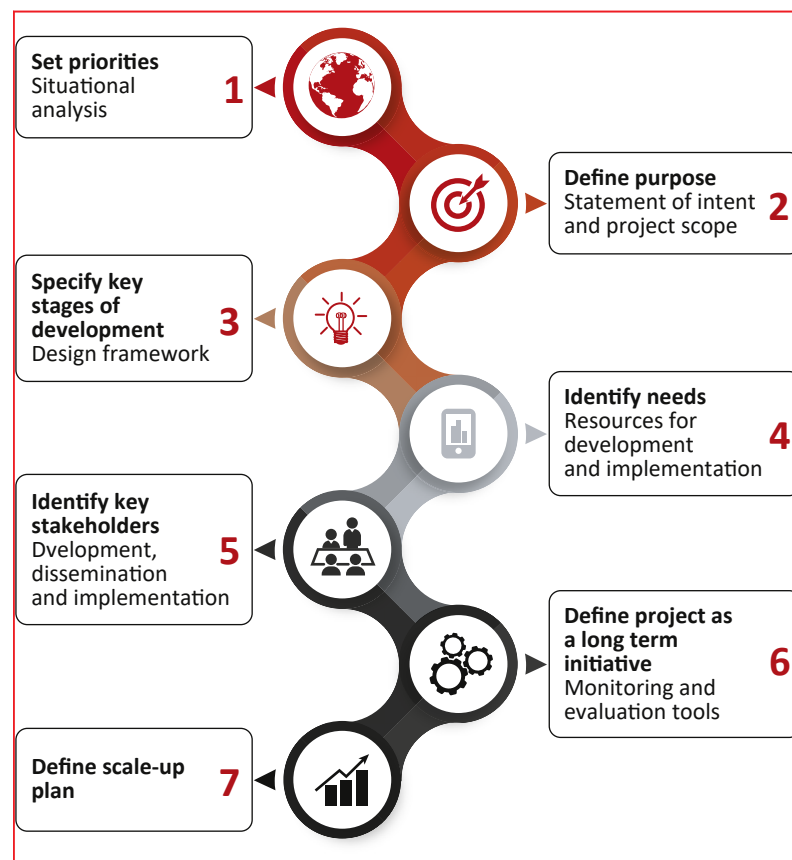 Set priorities
Situational
analysis
1
Define purpose
Statement of intent
and project scope
2
Specify key
stages of
development
Design framework
3
Identify needs
Resources for
development
and implementation
4
Identify key
stakeholders
Dvelopment,
dissemination
and implementation
5
Define project as
a long term
initiative
Monitoring and
evaluation tools
6
Define scale-up
plan
7